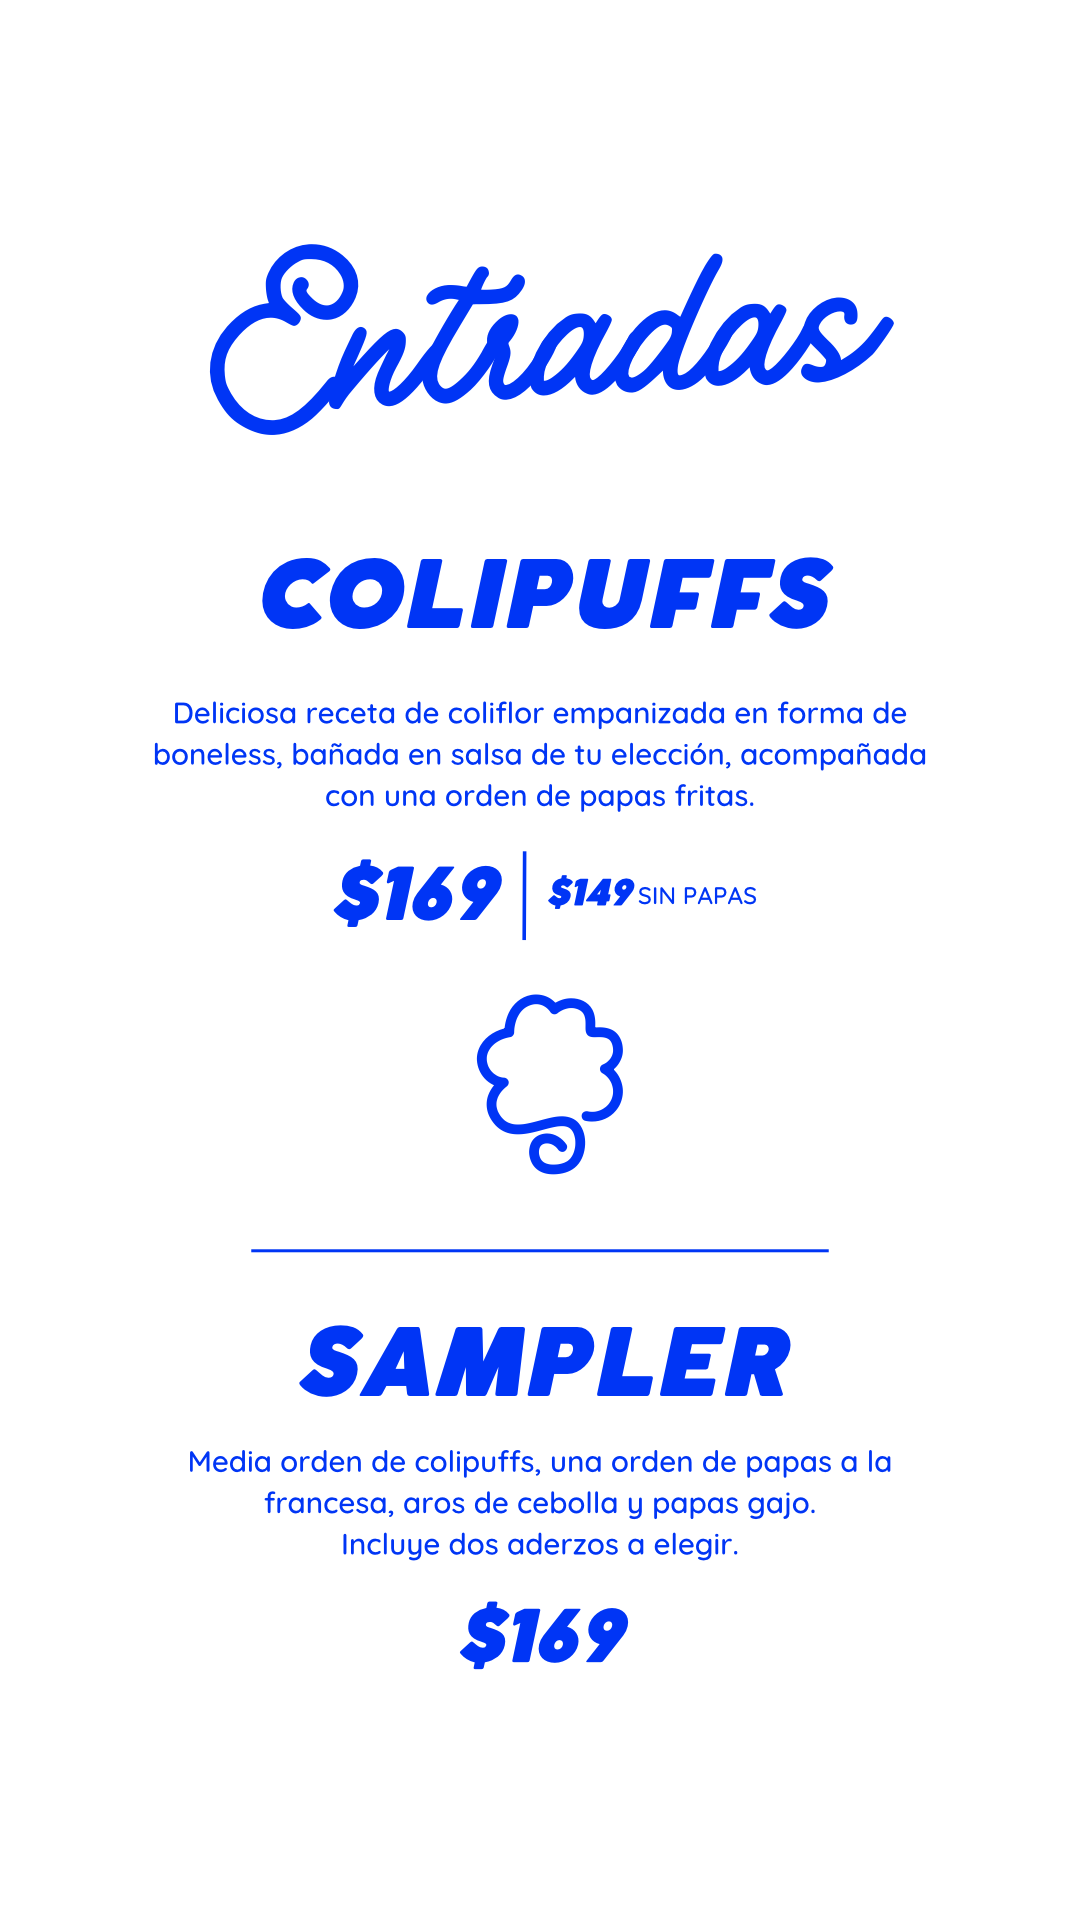 Entradas
COLIPUFFS
Deliciosa receta de coliflor empanizada en forma de
boneless, bañada en salsa de tu elección, acompañada
con una orden de papas fritas.
$169 $149 SIN PAPAS
SAMPLER
Media orden de colipuffs, una orden de papas a la
francesa, aros de cebolla y papas gajo.
Incluye dos aderzos a elegir.
$169